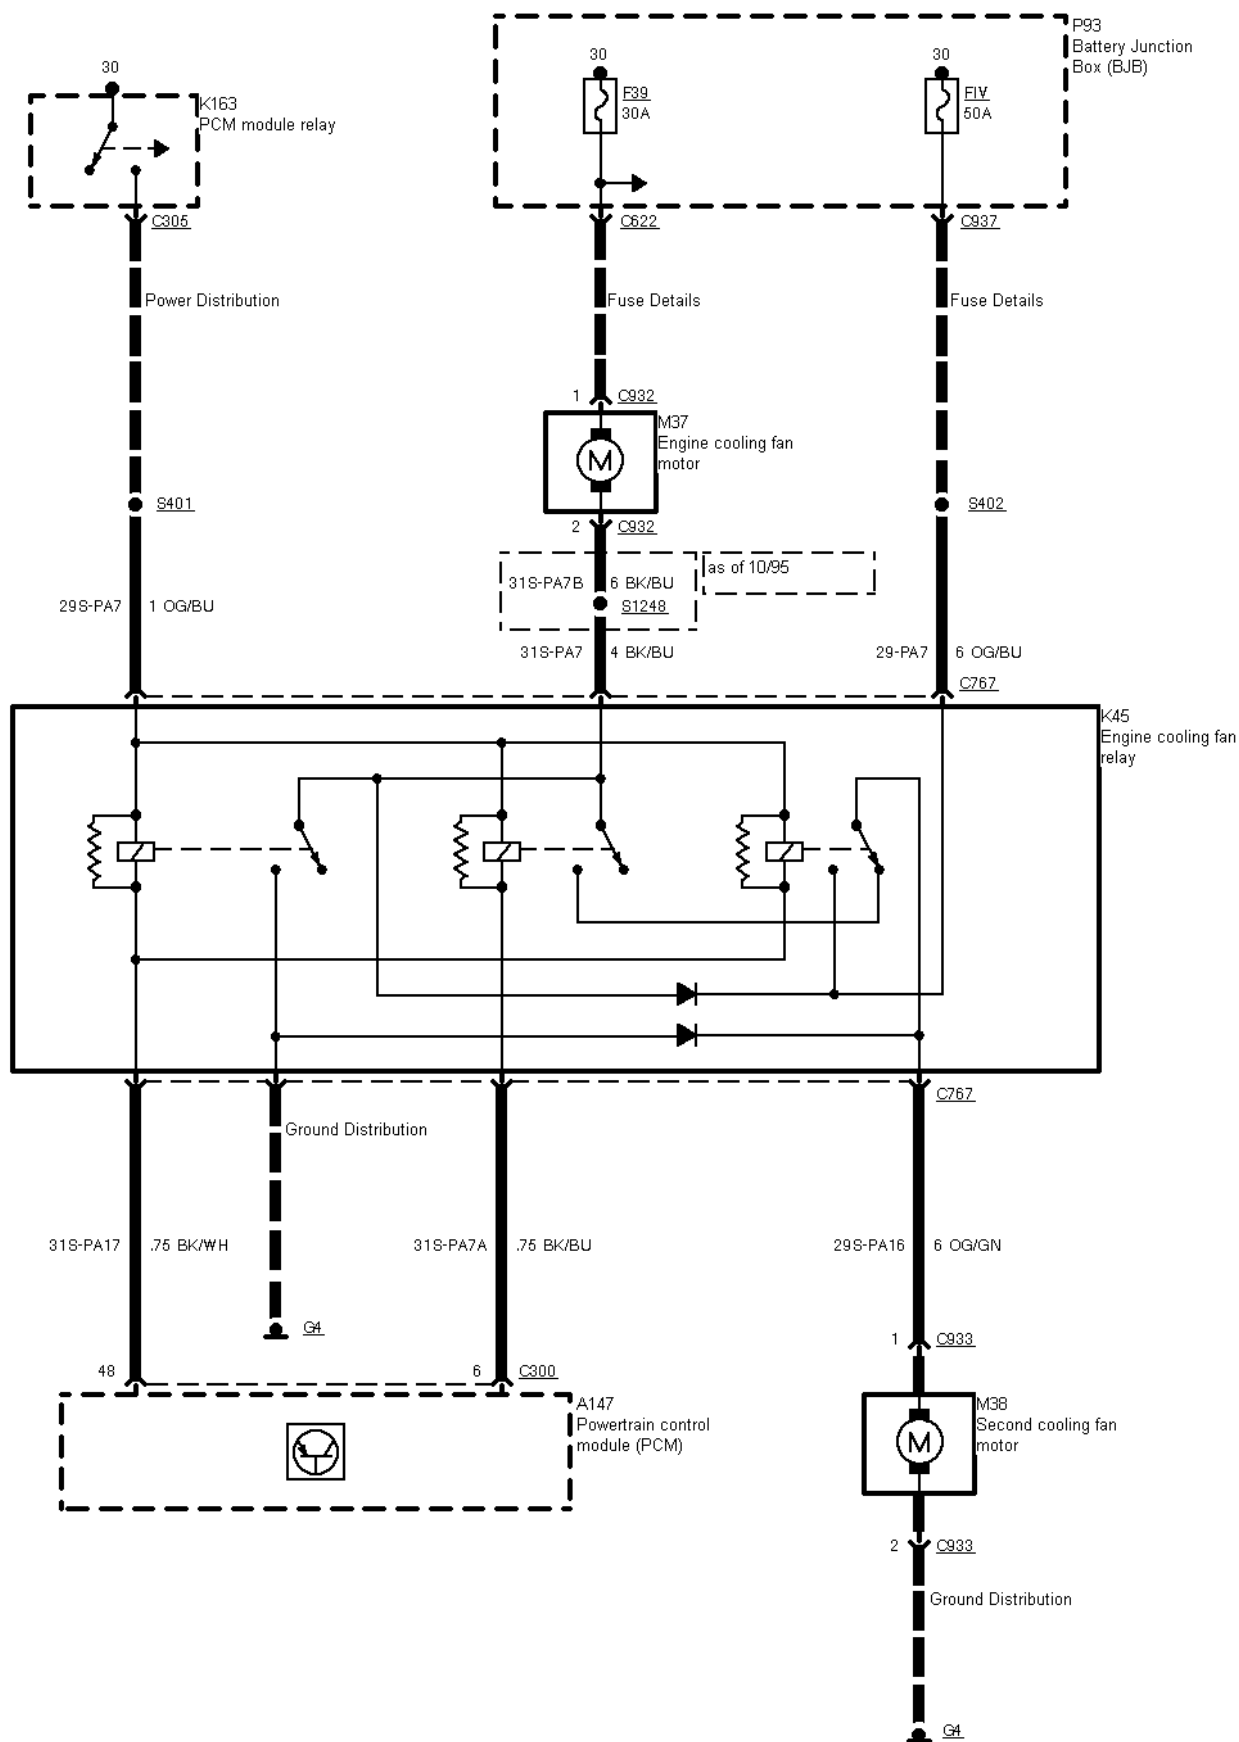 P93
Battery Junction
Box (BJB)
30
30
30
K163
PCM module relay
F39
30A
FIV
50A
C305
C622
C937
Power Distribution
Fuse Details
Fuse Details
1
C932
M37
Engine cooling fan
motor
S401
S402
2
C932
as of 10/95
31S-PA7B
6 BK/BU
29S-PA7
1 OG/BU
S1248
31S-PA7
4 BK/BU
29-PA7
6 OG/BU
C767
K45
Engine cooling fan
relay
C767
Ground Distribution
31S-PA17
.75 BK/WH
31S-PA7A
.75 BK/BU
29S-PA16
6 OG/GN
G4
1
C933
48
6
C300
A147
Powertrain control
module (PCM)
M38
Second cooling fan
motor
M
M
2
C933
Ground Distribution
G4